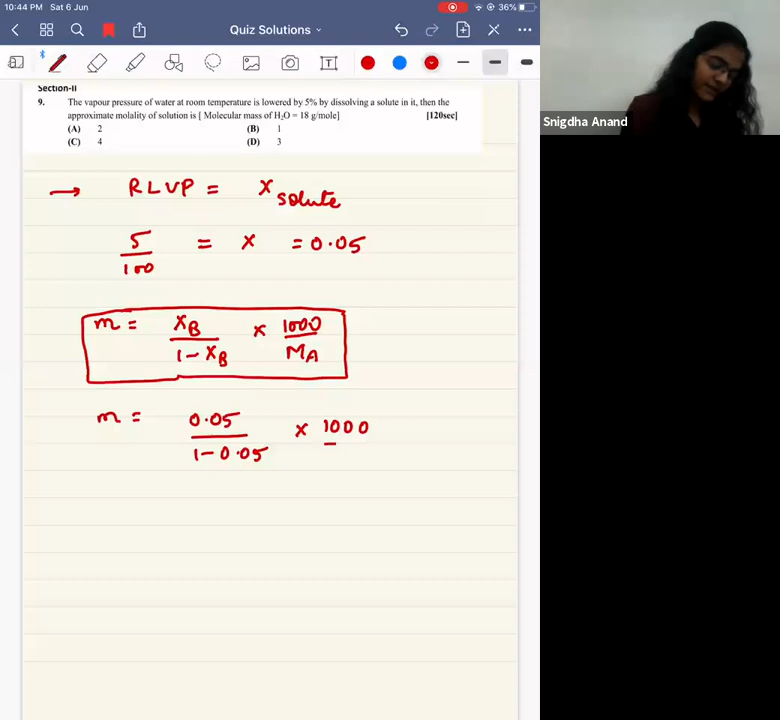 10:44 PM Sat 6 Jun
36%
Quiz Solutions
T
Section-II
9. The vapour pressure of water at room temperature is lowered by 5% by dissolving a solute in it, then the
approximate molality of solution is [ Molecular mass of H₂O = 18 g/mole] [120sec]
(A) 2 (B) 1
(C) 4 (D) 3
→ RLVP = x solute
5/100 = x = 0.05
m = xB/(1-xB) × 1000/MA
m = 0.05/(1-0.05) × 1000
Snigdha Anand